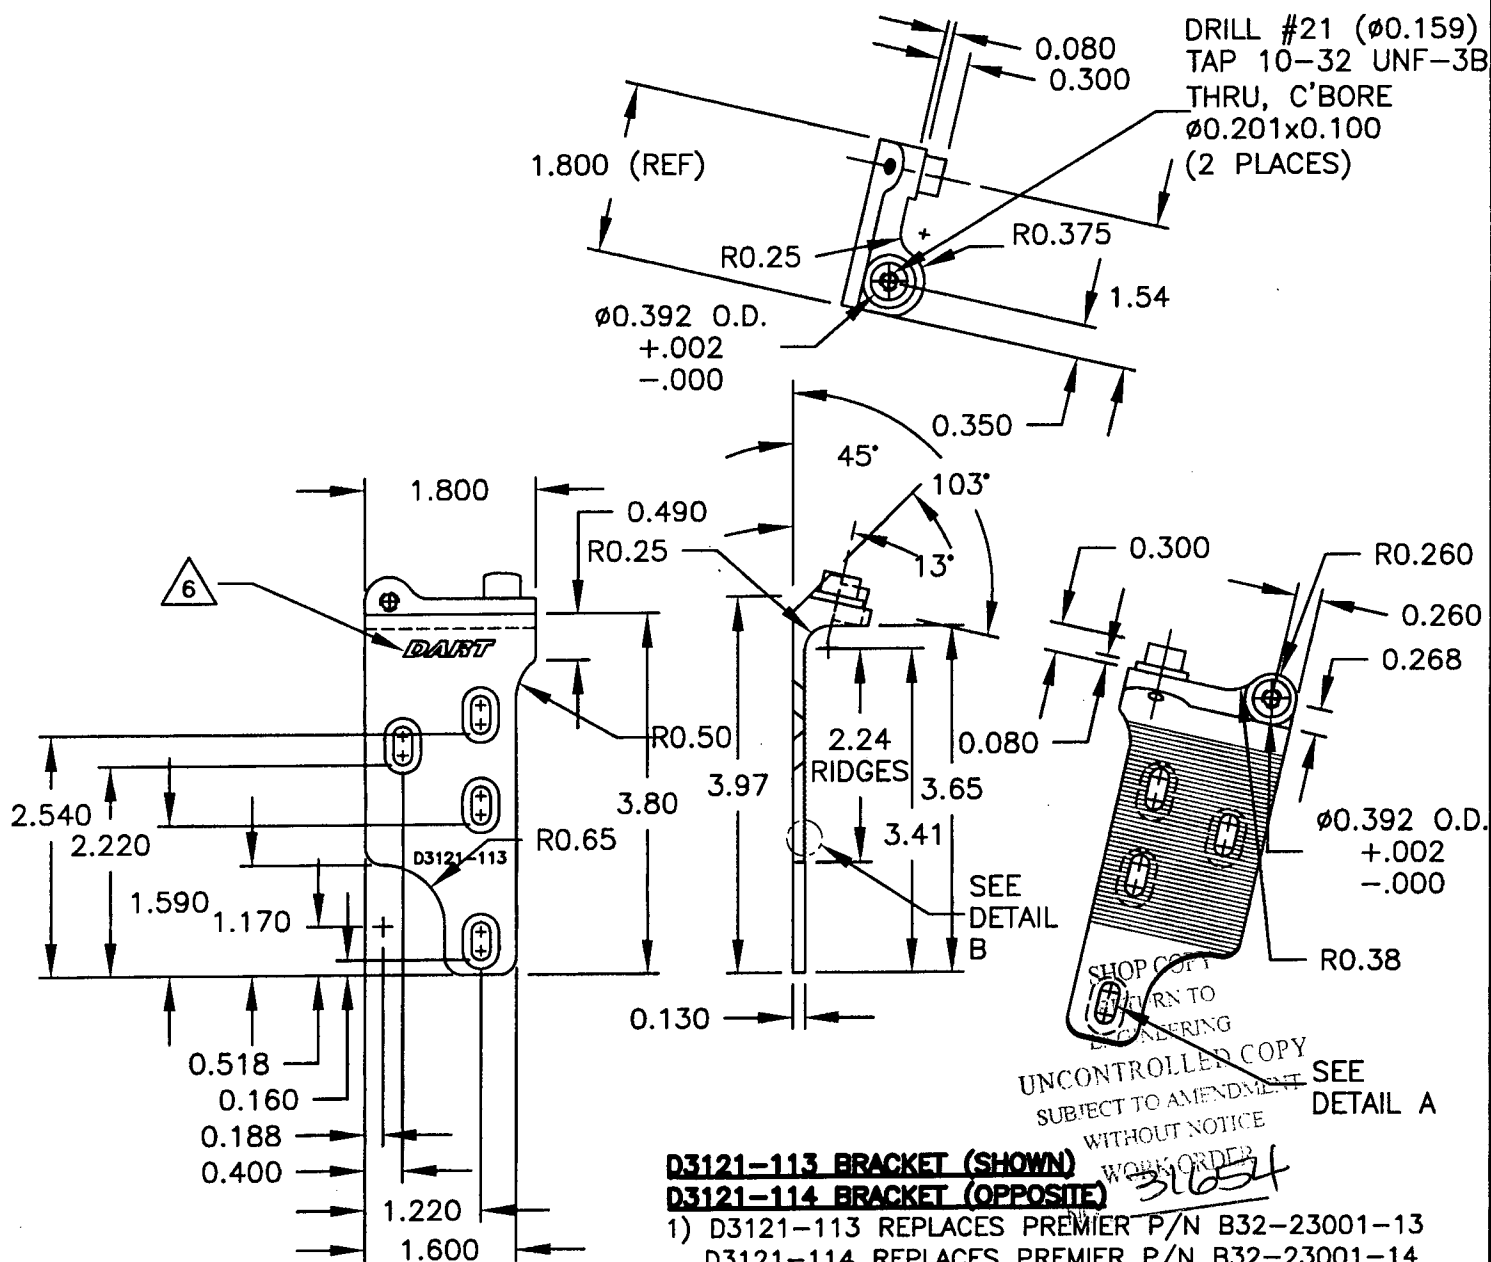 0.080
0.300
DRILL #21 (ø0.159)
TAP 10-32 UNF-3B
THRU, C'BORE
ø0.201x0.100
(2 PLACES)
1.800 (REF)
R0.25
R0.375
1.54
ø0.392 O.D.
+.002
-.000
0.350
45°
103°
13°
1.800
0.490
R0.25
6
DART
0.300
R0.260
0.260
0.268
R0.50
2.24
RIDGES
0.080
3.97
3.65
3.80
3.41
2.540
2.220
D3121-113
R0.65
ø0.392 O.D.
+.002
-.000
1.590
1.170
SEE
DETAIL
B
R0.38
0.130
0.518
0.160
0.188
0.400
1.220
1.600
SEE
DETAIL A
SHOP COPY
RETURN TO
ENGINEERING
UNCONTROLLED COPY
SUBJECT TO AMENDMENT
WITHOUT NOTICE
WORK ORDER
31654
D3121-113 BRACKET (SHOWN)
D3121-114 BRACKET (OPPOSITE)
1) D3121-113 REPLACES PREMIER P/N B32-23001-13
D3121-114 REPLACES PREMIER P/N B32-23001-14